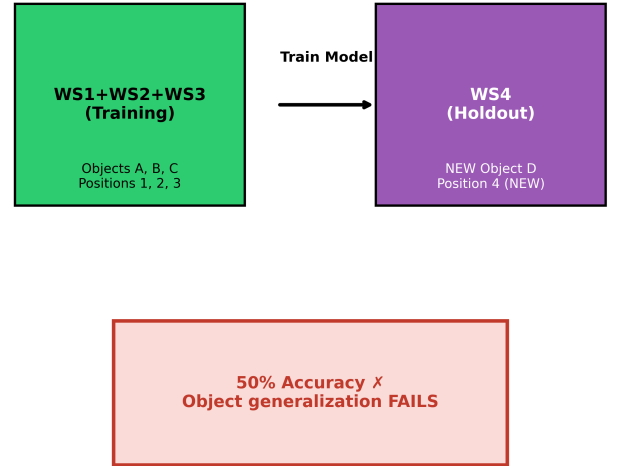 Train Model
WS1+WS2+WS3
(Training)
Objects A, B, C
Positions 1, 2, 3
WS4
(Holdout)
NEW Object D
Position 4 (NEW)
50% Accuracy ✗
Object generalization FAILS